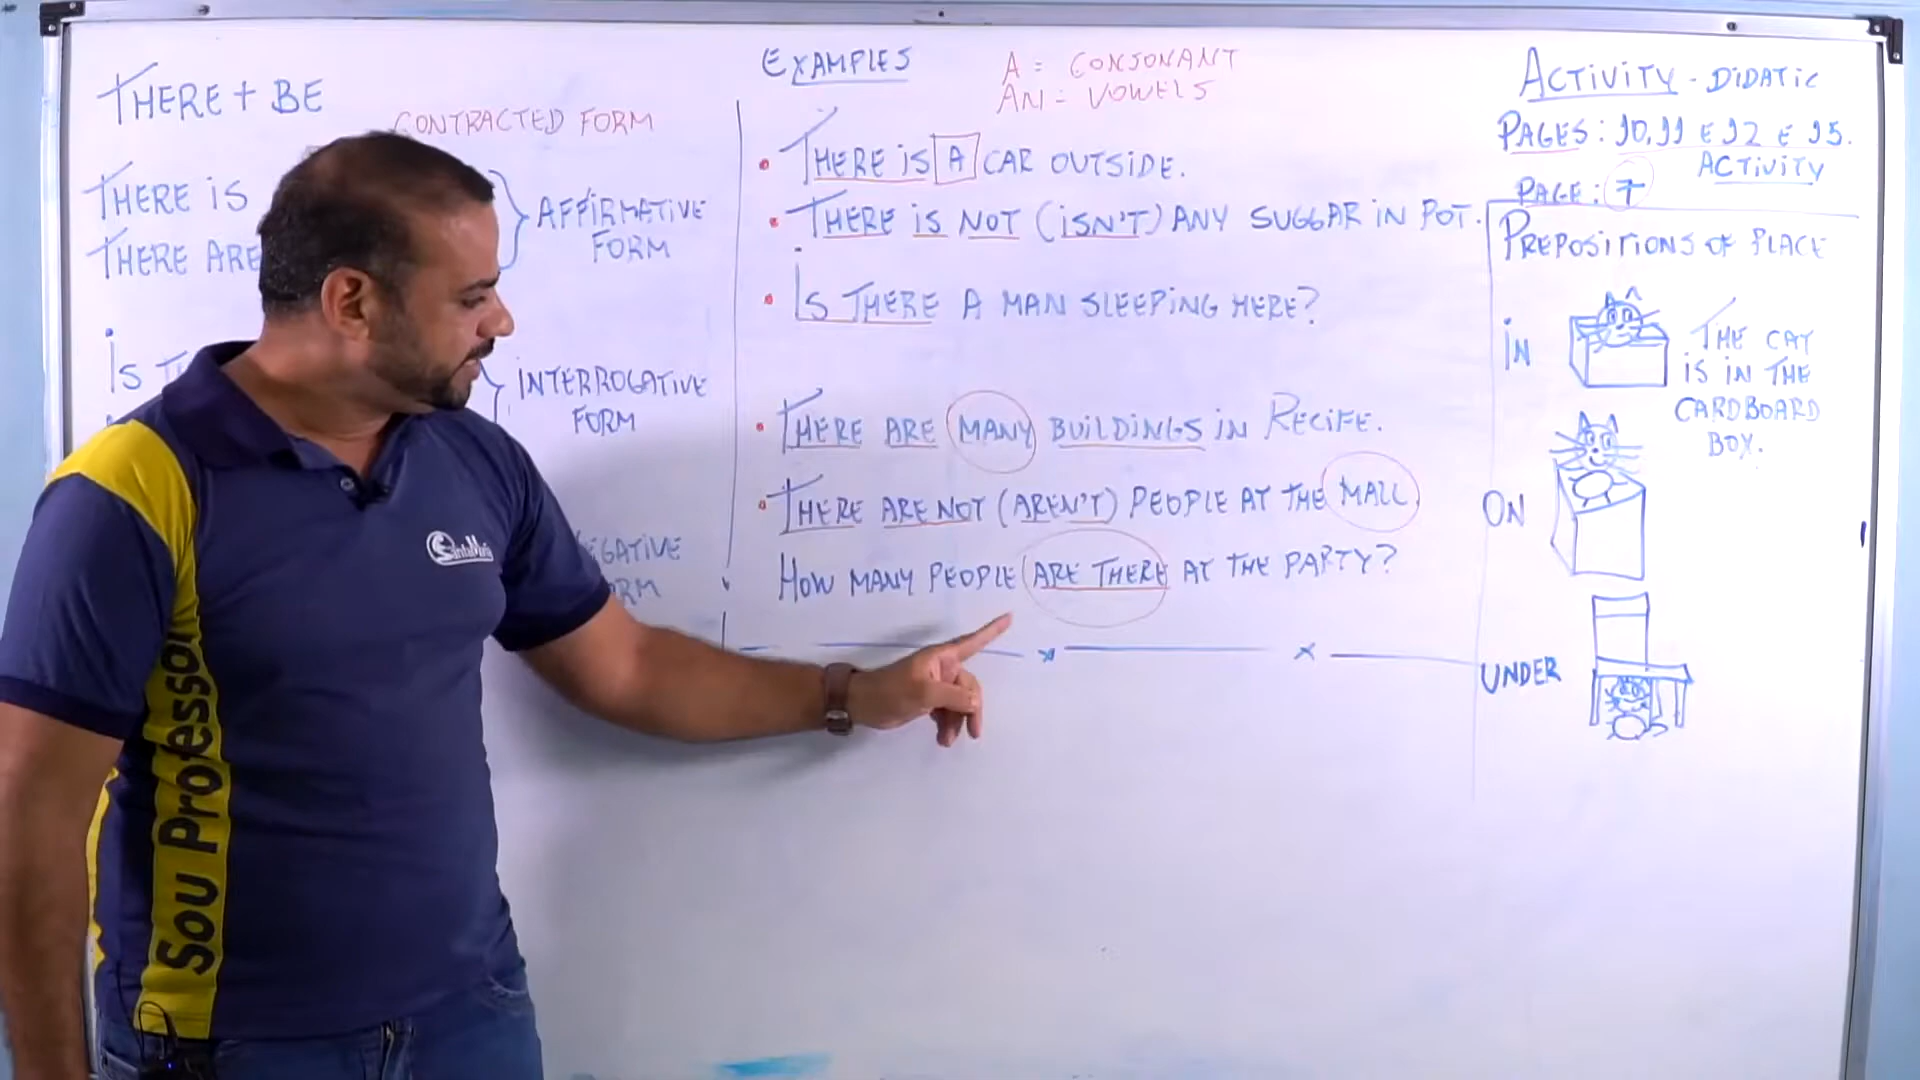 THERE + BE
CONTRACTED FORM
THERE IS
THERE ARE
AFFIRMATIVE
FORM
IS
INTERROGATIVE
FORM
EXAMPLES
A = CONSONANT
AN = VOWELS
• THERE IS A CAR OUTSIDE.
• THERE IS NOT (ISN'T) ANY SUGGAR IN POT.
• IS THERE A MAN SLEEPING HERE?
• THERE ARE MANY BUILDINGS IN RECIFE.
• THERE ARE NOT (AREN'T) PEOPLE AT THE MALL.
HOW MANY PEOPLE ARE THERE AT THE PARTY?
ACTIVITY - DIDATIC
PAGES: 10, 11 E 12 E 15.
ACTIVITY
PAGE: 7
PREPOSITIONS OF PLACE
IN
THE CAT
IS IN THE
CARDBOARD
BOX.
ON
UNDER
SantaMaria
Sou Professor